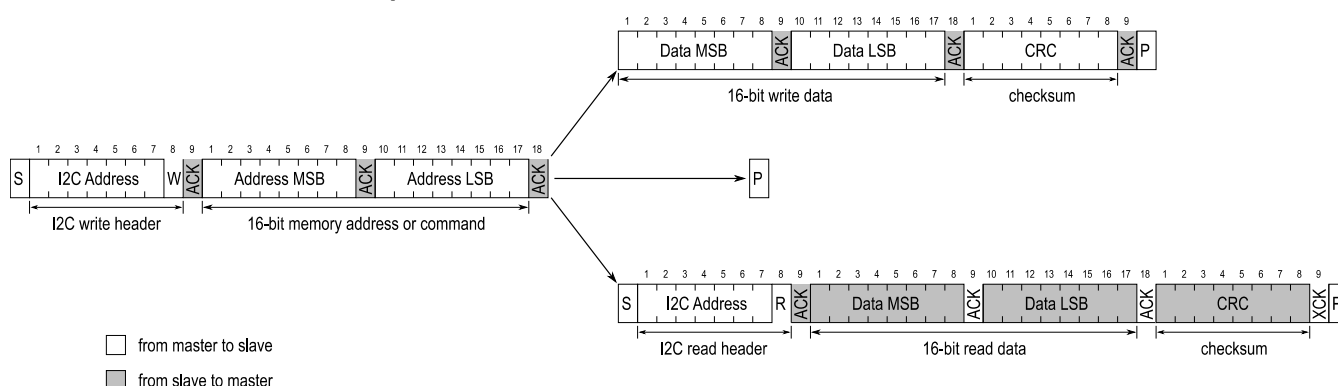 1 2 3 4 5 6 7 8 9 10 11 12 13 14 15 16 17 18 1 2 3 4 5 6 7 8 9
Data MSB ACK Data LSB ACK CRC ACK P
16-bit write data checksum
1 2 3 4 5 6 7 8 9 1 2 3 4 5 6 7 8 9 10 11 12 13 14 15 16 17 18
S I2C Address W ACK Address MSB ACK Address LSB ACK P
I2C write header 16-bit memory address or command
1 2 3 4 5 6 7 8 9 1 2 3 4 5 6 7 8 9 10 11 12 13 14 15 16 17 18 1 2 3 4 5 6 7 8 9
S I2C Address R ACK Data MSB ACK Data LSB ACK CRC XCK P
I2C read header 16-bit read data checksum
from master to slave
from slave to master